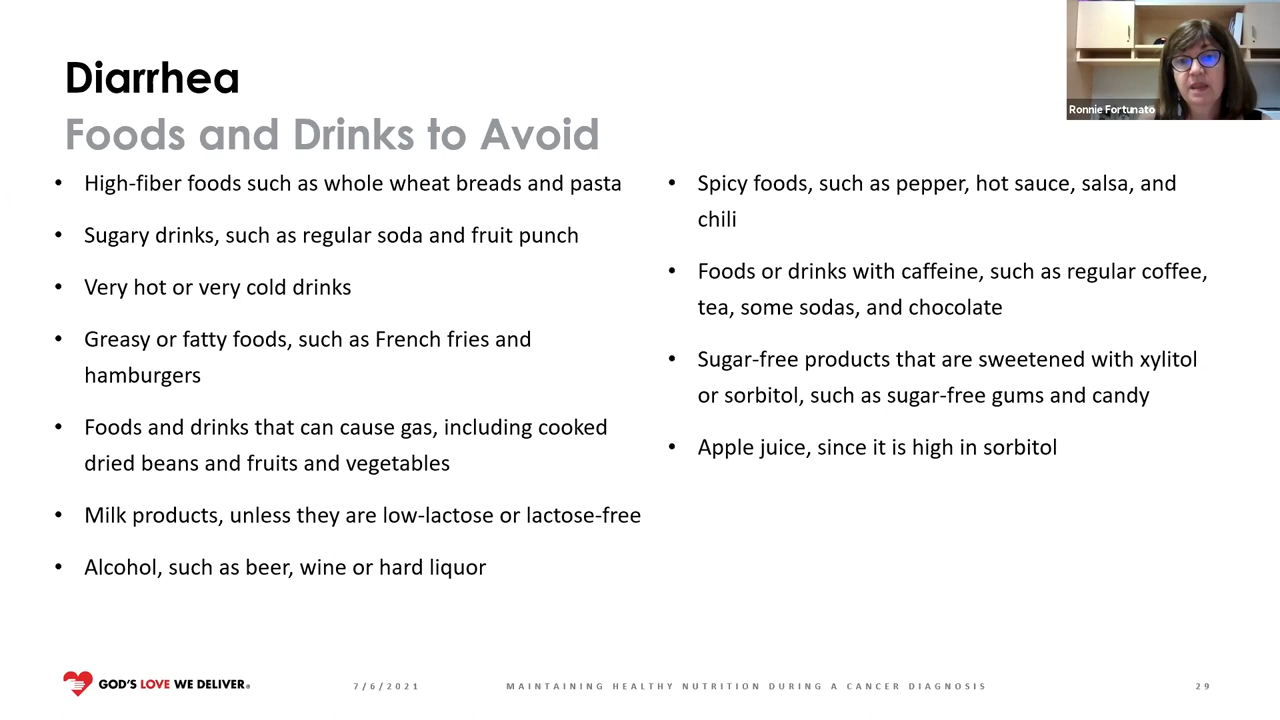 Diarrhea
Foods and Drinks to Avoid
Ronnie Fortunato
• High-fiber foods such as whole wheat breads and pasta
• Sugary drinks, such as regular soda and fruit punch
• Very hot or very cold drinks
• Greasy or fatty foods, such as French fries and
hamburgers
• Foods and drinks that can cause gas, including cooked
dried beans and fruits and vegetables
• Milk products, unless they are low-lactose or lactose-free
• Alcohol, such as beer, wine or hard liquor
• Spicy foods, such as pepper, hot sauce, salsa, and
chili
• Foods or drinks with caffeine, such as regular coffee,
tea, some sodas, and chocolate
• Sugar-free products that are sweetened with xylitol
or sorbitol, such as sugar-free gums and candy
• Apple juice, since it is high in sorbitol
GOD'S LOVE WE DELIVER®
7/6/2021
MAINTAINING HEALTHY NUTRITION DURING A CANCER DIAGNOSIS
29